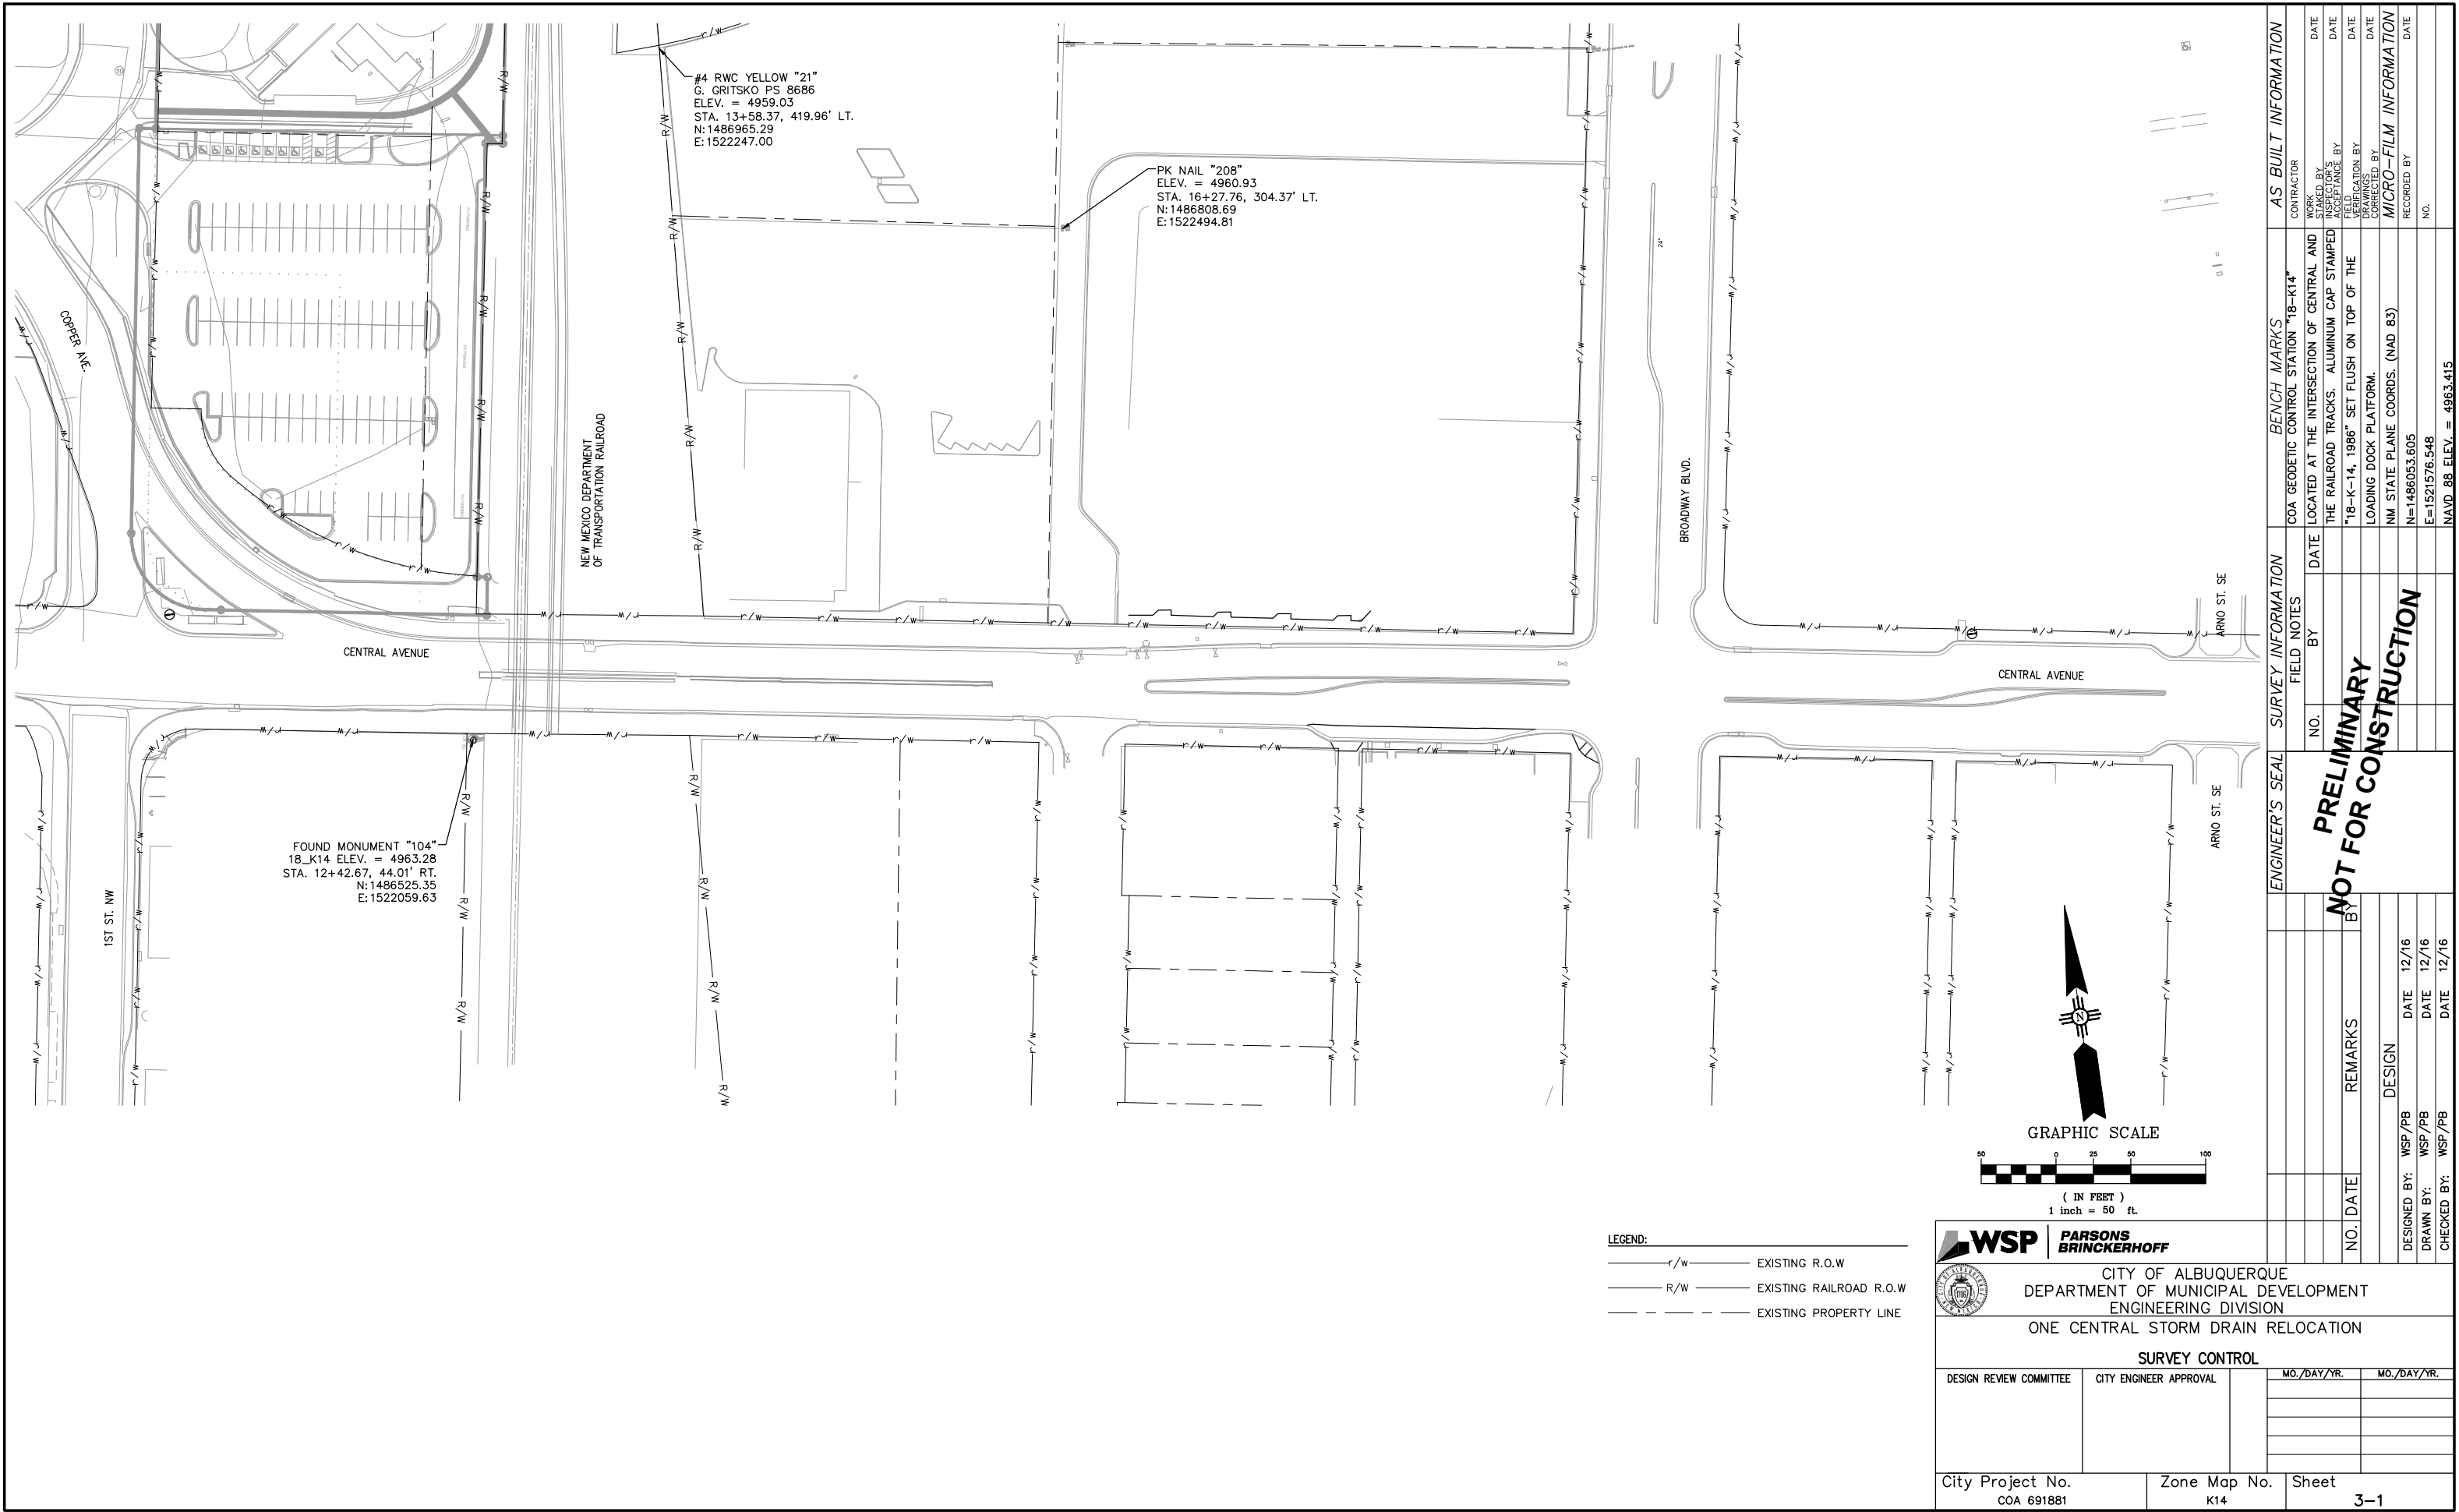 #4 RWC YELLOW "21"
G. GRITSKO PS 8686
ELEV. = 4959.03
STA. 13+58.37, 419.96' LT.
N:1486965.29
E:1522247.00
PK NAIL "208"
ELEV. = 4960.93
STA. 16+27.76, 304.37' LT.
N:1486808.69
E:1522494.81
COPPER AVE.
NEW MEXICO DEPARTMENT
OF TRANSPORTATION RAILROAD
BROADWAY BLVD.
24"
CENTRAL AVENUE
CENTRAL AVENUE
ARNO ST. SE
ARNO ST. SE
1ST ST. NW
FOUND MONUMENT "104"
18_K14 ELEV. = 4963.28
STA. 12+42.67, 44.01' RT.
N:1486525.35
E:1522059.63
R/W
r/w
N
GRAPHIC SCALE
50 0 25 50 100
( IN FEET )
1 inch = 50 ft.
LEGEND:
r/w EXISTING R.O.W
R/W EXISTING RAILROAD R.O.W
EXISTING PROPERTY LINE
AS BUILT INFORMATION
CONTRACTOR
WORK
STAKED BY DATE
INSPECTOR'S
ACCEPTANCE BY DATE
FIELD
VERIFICATION BY DATE
DRAWINGS
CORRECTED BY DATE
MICRO-FILM INFORMATION
RECORDED BY DATE
NO.
BENCH MARKS
COA GEODETIC CONTROL STATION "18-K14"
LOCATED AT THE INTERSECTION OF CENTRAL AND
THE RAILROAD TRACKS. ALUMINUM CAP STAMPED
"18-K-14, 1986" SET FLUSH ON TOP OF THE
LOADING DOCK PLATFORM.
NM STATE PLANE COORDS. (NAD 83)
N=1486053.605
E=1521576.548
NAVD 88 ELEV. = 4963.415
SURVEY INFORMATION
FIELD NOTES
NO. BY DATE
ENGINEER'S SEAL
PRELIMINARY
NOT FOR CONSTRUCTION
NO. DATE REMARKS BY
DESIGN
DESIGNED BY: WSP/PB DATE 12/16
DRAWN BY: WSP/PB DATE 12/16
CHECKED BY: WSP/PB DATE 12/16
WSP PARSONS
BRINCKERHOFF
CITY OF ALBUQUERQUE
DEPARTMENT OF MUNICIPAL DEVELOPMENT
ENGINEERING DIVISION
ONE CENTRAL STORM DRAIN RELOCATION
SURVEY CONTROL
DESIGN REVIEW COMMITTEE CITY ENGINEER APPROVAL MO./DAY/YR. MO./DAY/YR.
City Project No. Zone Map No. Sheet
COA 691881 K14 3-1